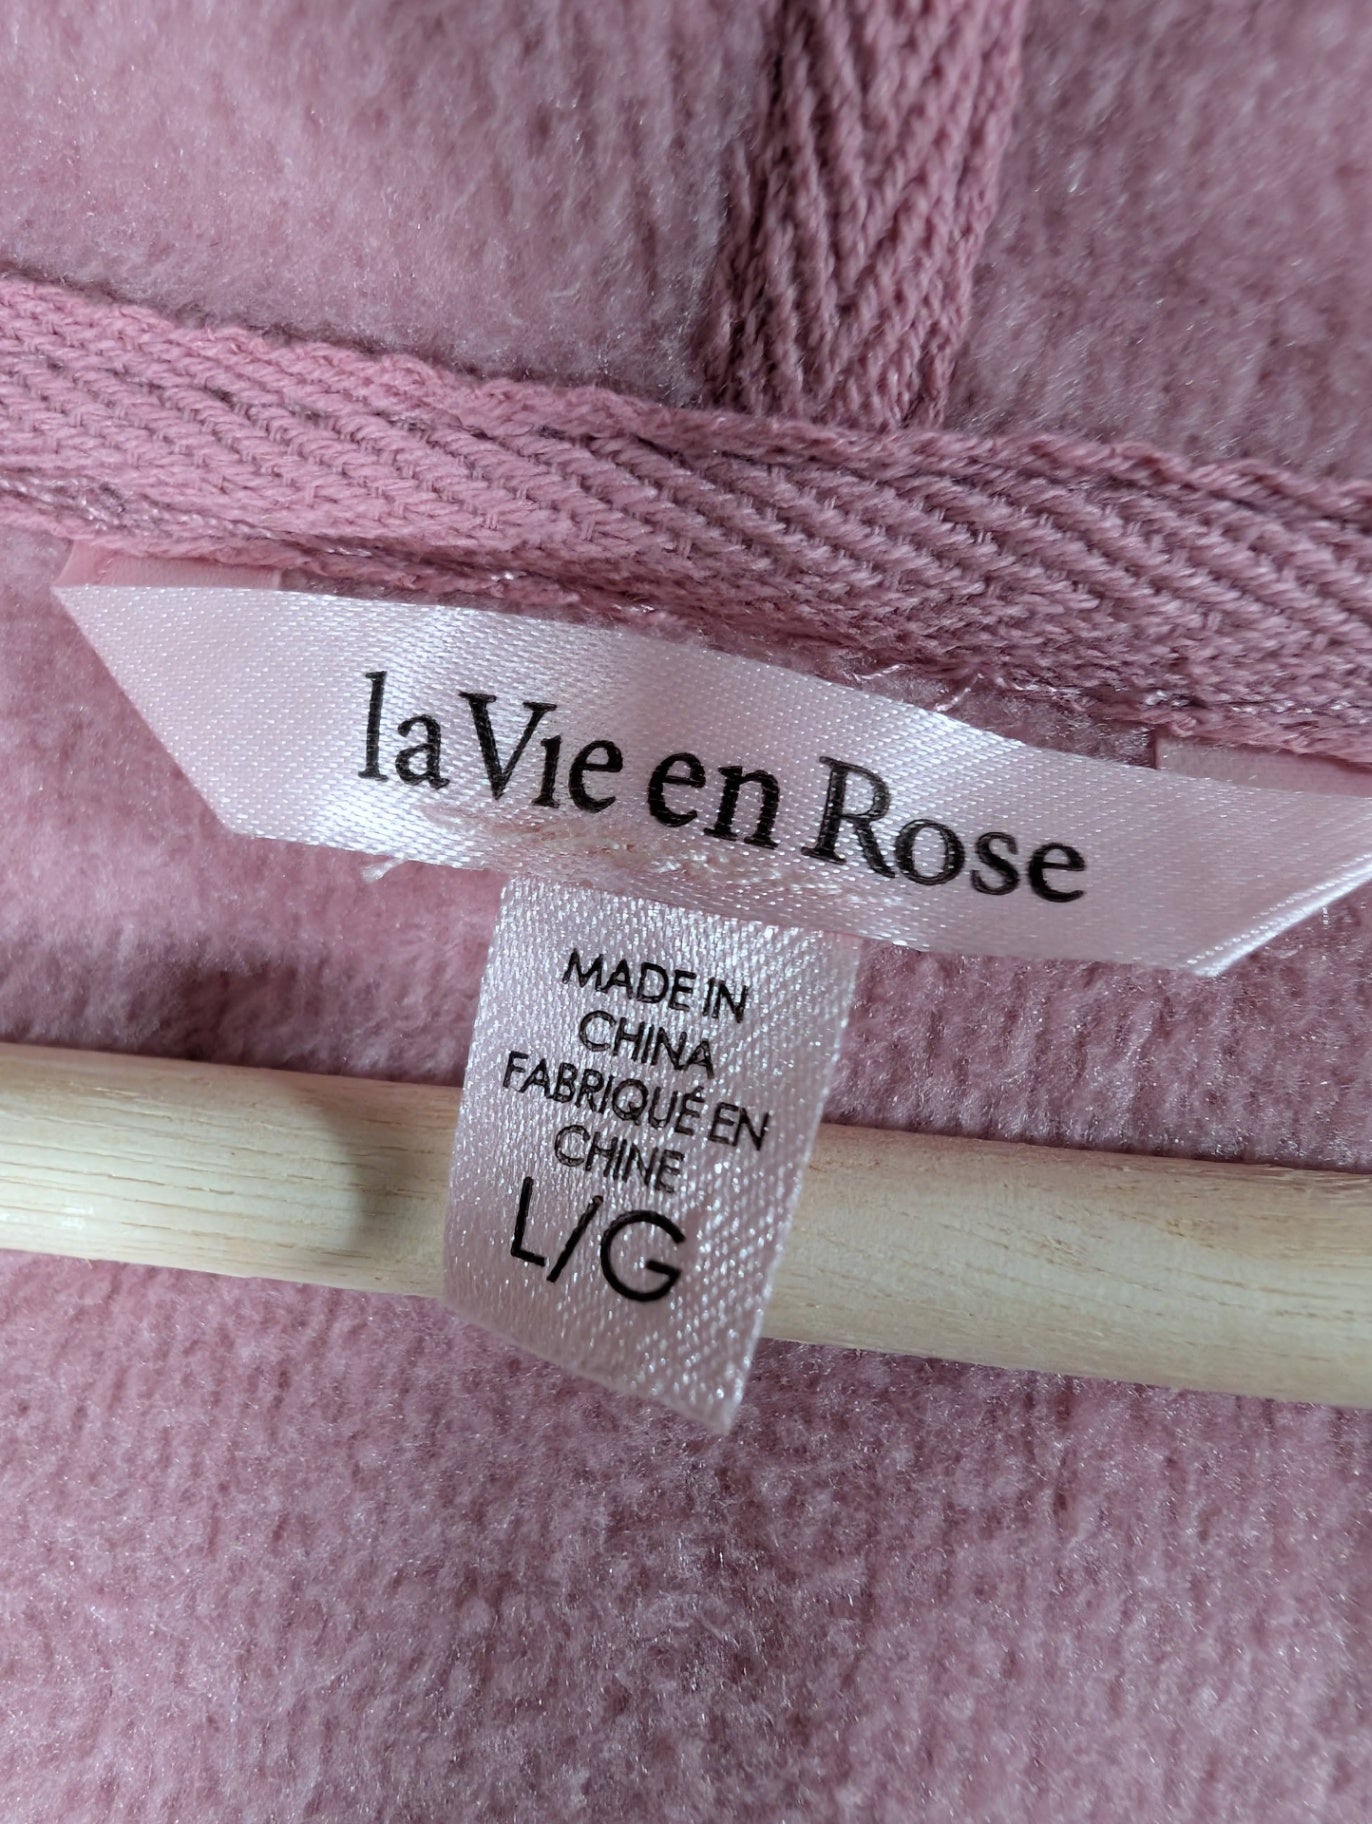 la Vie en Rose
MADE IN
CHINA
FABRIQUÉ EN
CHINE
L/G